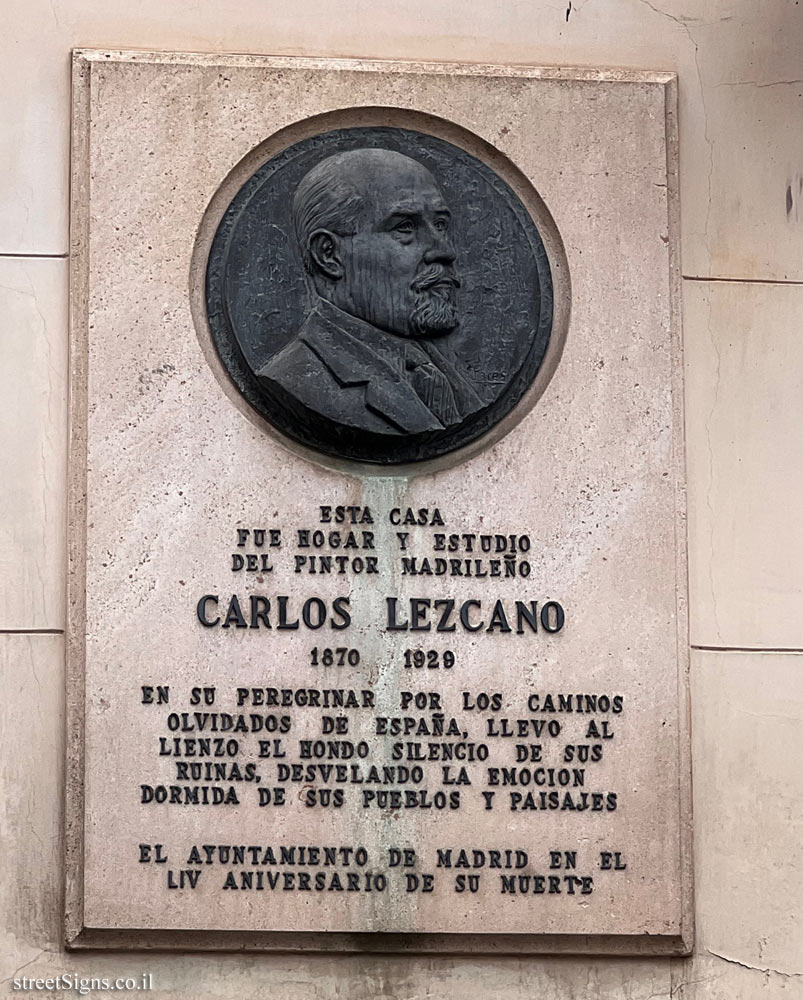 ESTA CASA
FUE HOGAR Y ESTUDIO
DEL PINTOR MADRILEÑO
CARLOS LEZCANO
1870 1929
EN SU PEREGRINAR POR LOS CAMINOS
OLVIDADOS DE ESPAÑA, LLEVO AL
LIENZO EL HONDO SILENCIO DE SUS
RUINAS, DESVELANDO LA EMOCION
DORMIDA DE SUS PUEBLOS Y PAISAJES
EL AYUNTAMIENTO DE MADRID EN EL
LIV ANIVERSARIO DE SU MUERTE
streetSigns.co.il